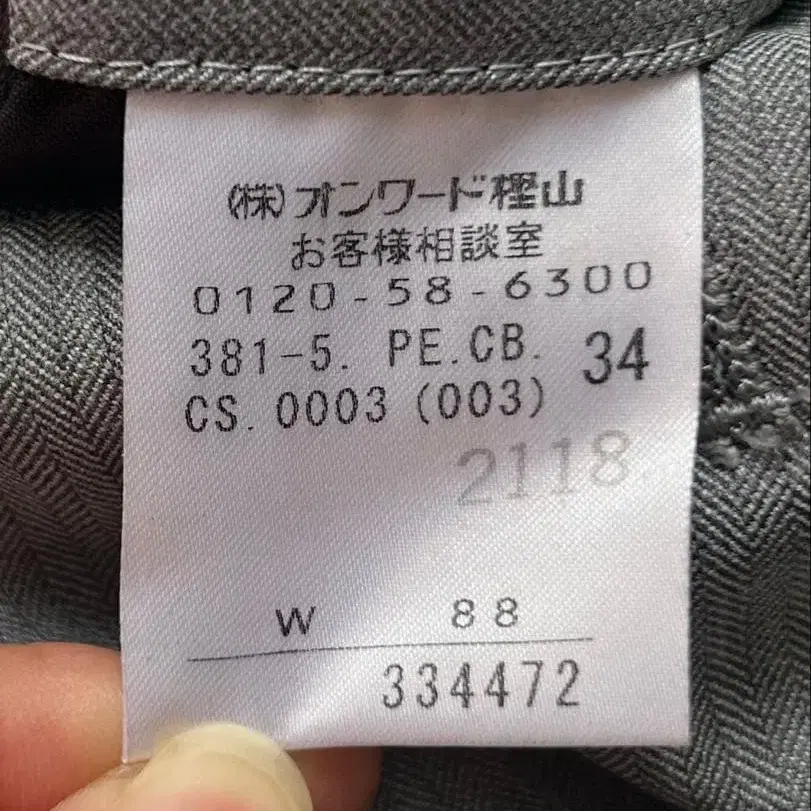 (株)オンワード樫山
お客様相談室
0120-58-6300
381-5. PE.CB. 34
CS. 0003 (003)
2118
W 88
334472